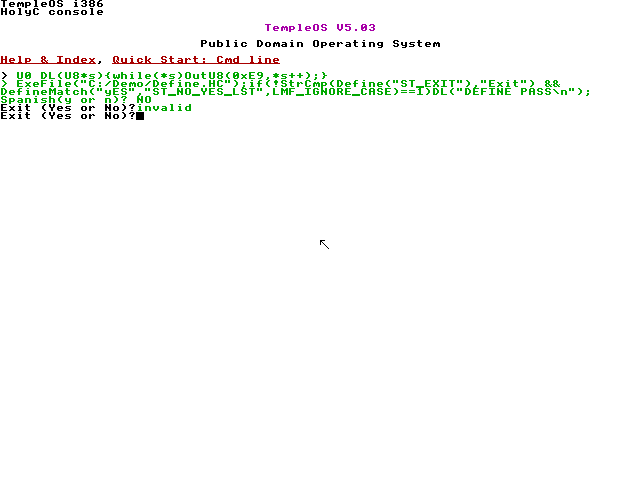 TempleOS i386
HolyC console
TempleOS V5.03
Public Domain Operating System
Help & Index, Quick Start: Cmd line
> U0 DL(U8*s){while(*s)OutU8(0xE9,*s++);}
> ExeFile("C:/Demo/Define.HC");if(!StrCmp(Define("ST_EXIT"),"Exit") &&
DefineMatch("yES","ST_NO_YES_LST",LMF_IGNORE_CASE)==1)DL("DEFINE PASS\n");
Spanish(y or n)? NO
Exit (Yes or No)?invalid
Exit (Yes or No)?